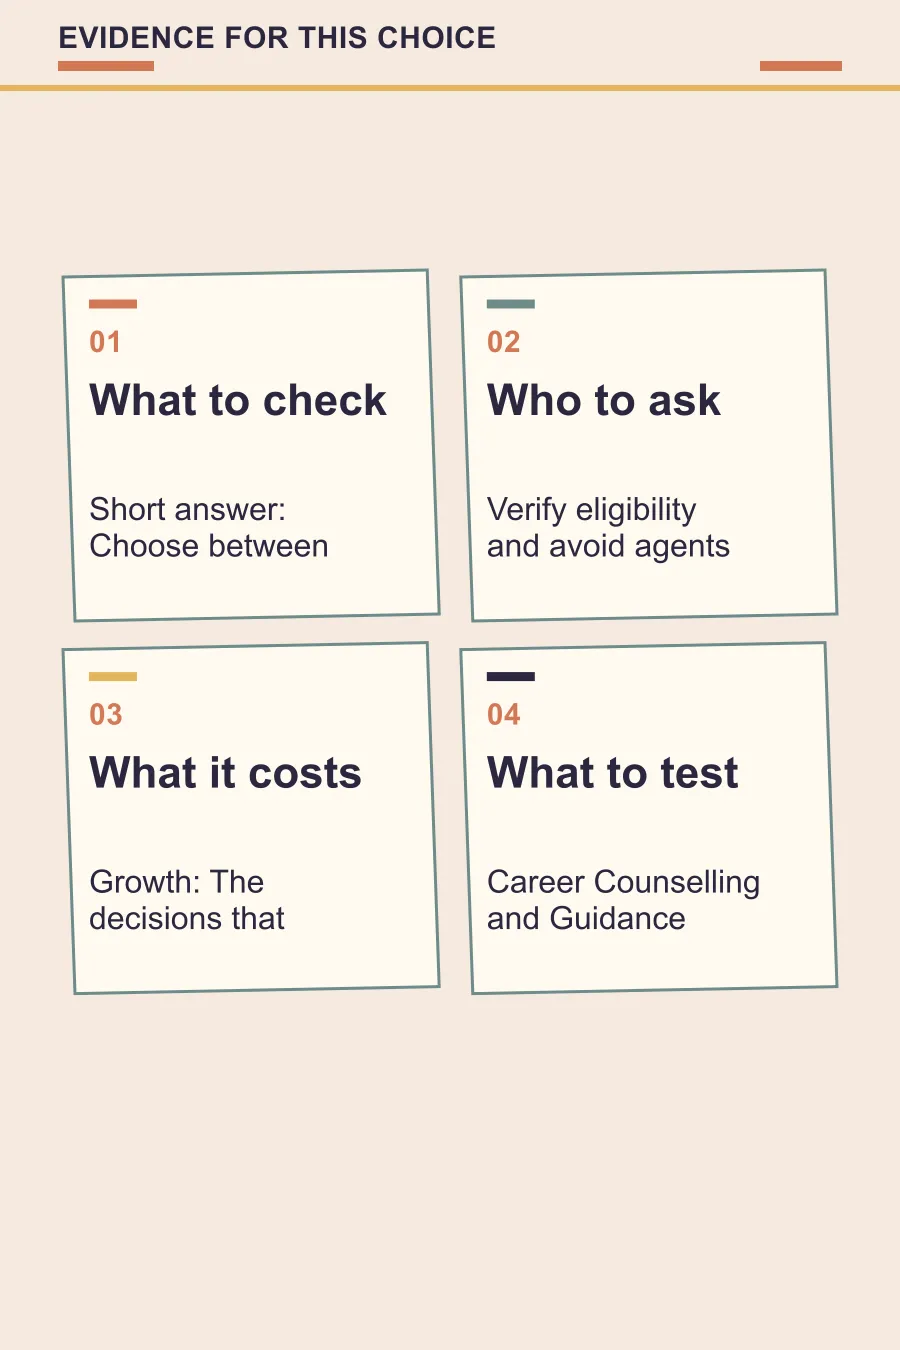 EVIDENCE FOR THIS CHOICE
01
What to check
Short answer:
Choose between
02
Who to ask
Verify eligibility
and avoid agents
03
What it costs
Growth: The
decisions that
04
What to test
Career Counselling
and Guidance